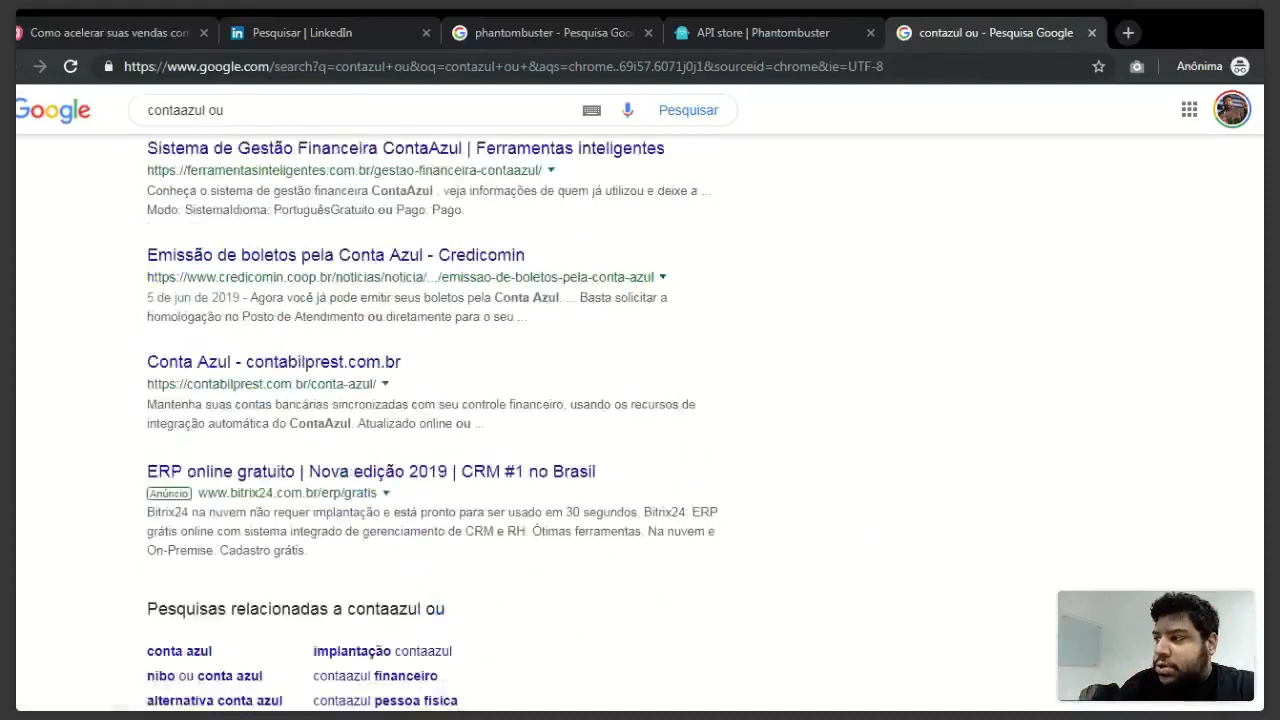 Como acelerar suas vendas com
Pesquisar | LinkedIn
phantombuster - Pesquisa Goo
API store | Phantombuster
contazul ou - Pesquisa Google
https://www.google.com/search?q=contazul+ou&oq=contazul+ou+&aqs=chrome..69i57.6071j0j1&sourceid=chrome&ie=UTF-8
Anônima
Google
contaazul ou
Pesquisar
Sistema de Gestão Financeira ContaAzul | Ferramentas inteligentes
https://ferramentasinteligentes.com.br/gestao-financeira-contaazul/
Conheça o sistema de gestão financeira ContaAzul , veja informações de quem já utilizou e deixe a ...
Modo: SistemaIdioma: PortuguêsGratuito ou Pago. Pago.
Emissão de boletos pela Conta Azul - Credicomin
https://www.credicomin.coop.br/noticias/noticia/.../emissao-de-boletos-pela-conta-azul
5 de jun de 2019 - Agora você já pode emitir seus boletos pela Conta Azul. ... Basta solicitar a
homologação no Posto de Atendimento ou diretamente para o seu ...
Conta Azul - contabilprest.com.br
https://contabilprest.com.br/conta-azul/
Mantenha suas contas bancárias sincronizadas com seu controle financeiro, usando os recursos de
integração automática do ContaAzul. Atualizado online ou ...
ERP online gratuito | Nova edição 2019 | CRM #1 no Brasil
Anúncio www.bitrix24.com.br/erp/gratis
Bitrix24 na nuvem não requer implantação e está pronto para ser usado em 30 segundos. Bitrix24: ERP
grátis online com sistema integrado de gerenciamento de CRM e RH. Ótimas ferramentas. Na nuvem e
On-Premise. Cadastro grátis.
Pesquisas relacionadas a contaazul ou
conta azul
implantação contaazul
nibo ou conta azul
contaazul financeiro
alternativa conta azul
contaazul pessoa fisica